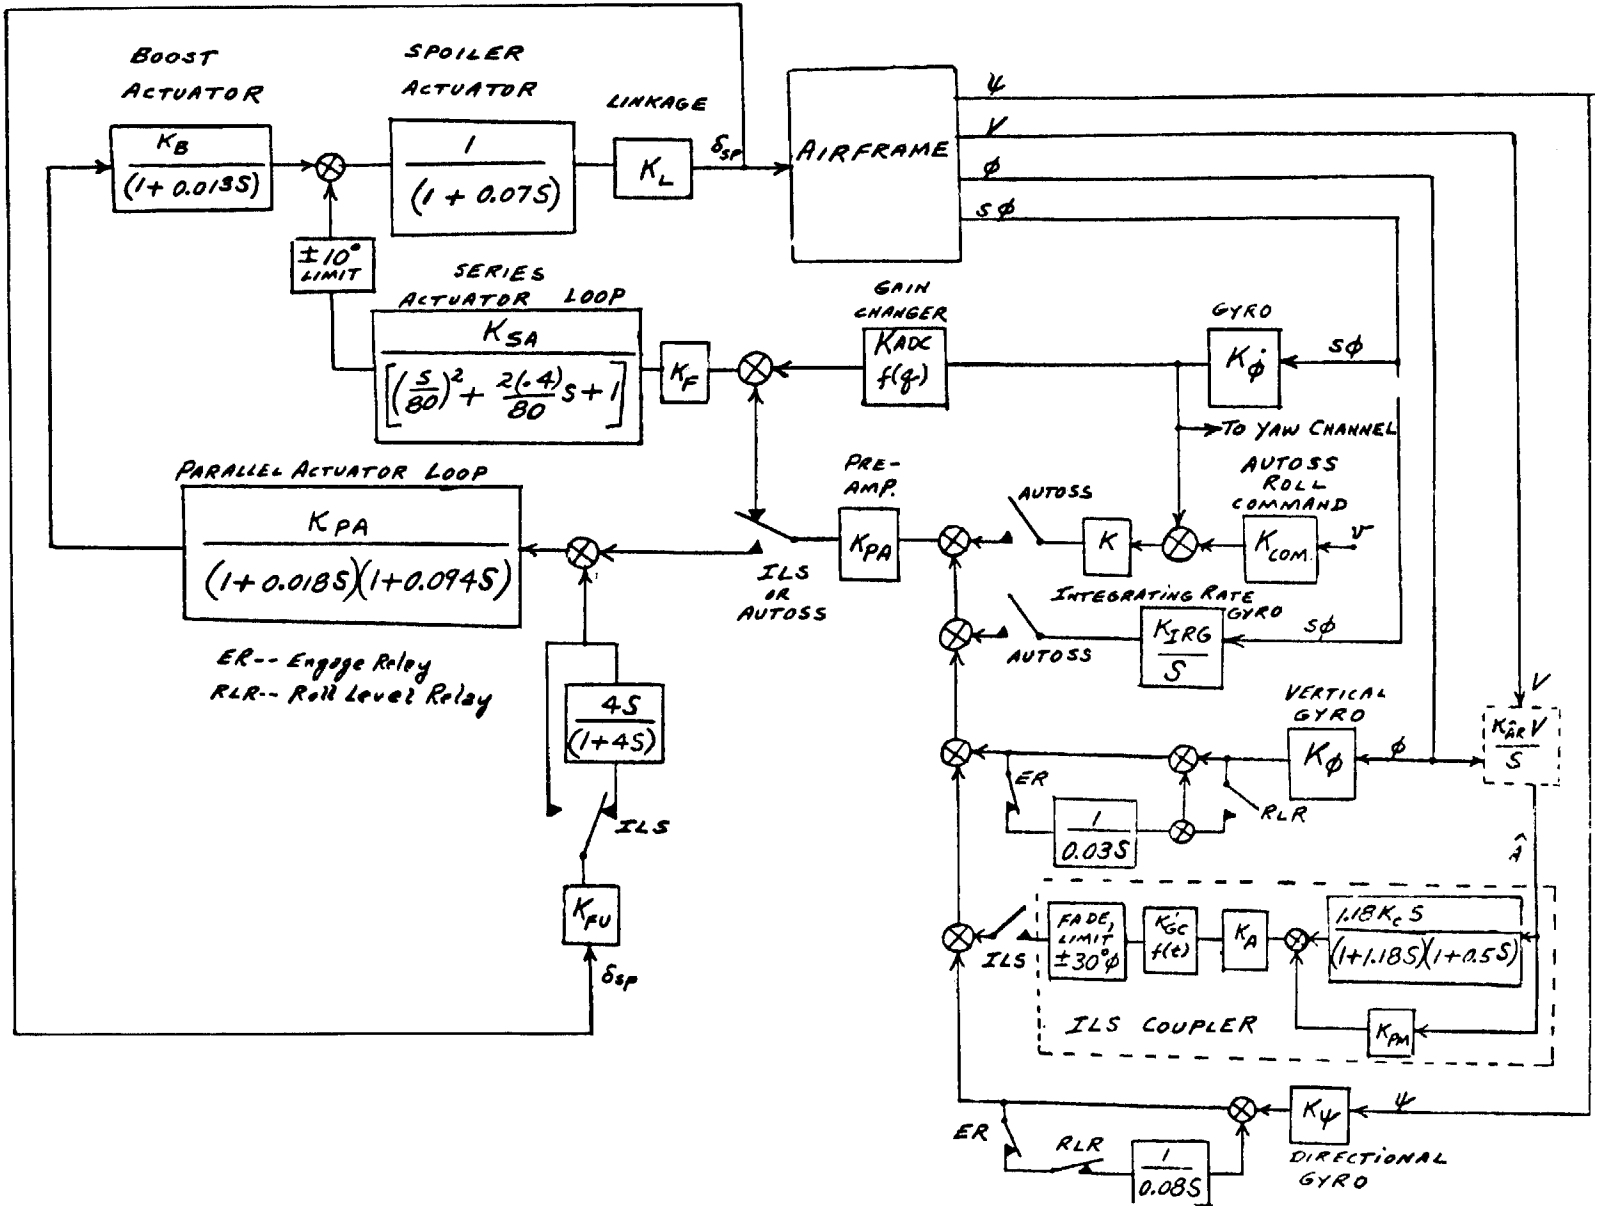 BOOST
ACTUATOR
K_B
(1 + 0.013S)
SPOILER
ACTUATOR
1
(1 + 0.07S)
LINKAGE
K_L
δ_SP
AIRFRAME
ψ
V
φ
sφ
±10°
LIMIT
SERIES
ACTUATOR LOOP
K_SA
[(S/80)² + 2(.4)/80 S + 1]
K_F
GAIN
CHANGER
K_ADC
f(q)
GYRO
K_φ̇
sφ
TO YAW CHANNEL
PARALLEL ACTUATOR LOOP
K_PA
(1+0.018S)(1+0.094S)
ER-- Engage Relay
RLR-- Roll Level Relay
4S
(1+4S)
ILS
K_FU
δ_SP
ILS
OR
AUTOSS
PRE-
AMP.
K_PA
AUTOSS
K
AUTOSS
ROLL
COMMAND
K_COM.
v
AUTOSS
INTEGRATING RATE
GYRO
K_IRG
S
sφ
VERTICAL
GYRO
K_φ
φ
ER
1
0.03S
RLR
V
K_ÂR V
S
Â
ILS
FADE,
LIMIT
±30°φ
K'_GC
f(t)
K_A
1.18K_c S
(1+1.18S)(1+0.5S)
K_PM
ILS COUPLER
ER
RLR
1
0.08S
K_ψ
ψ
DIRECTIONAL
GYRO